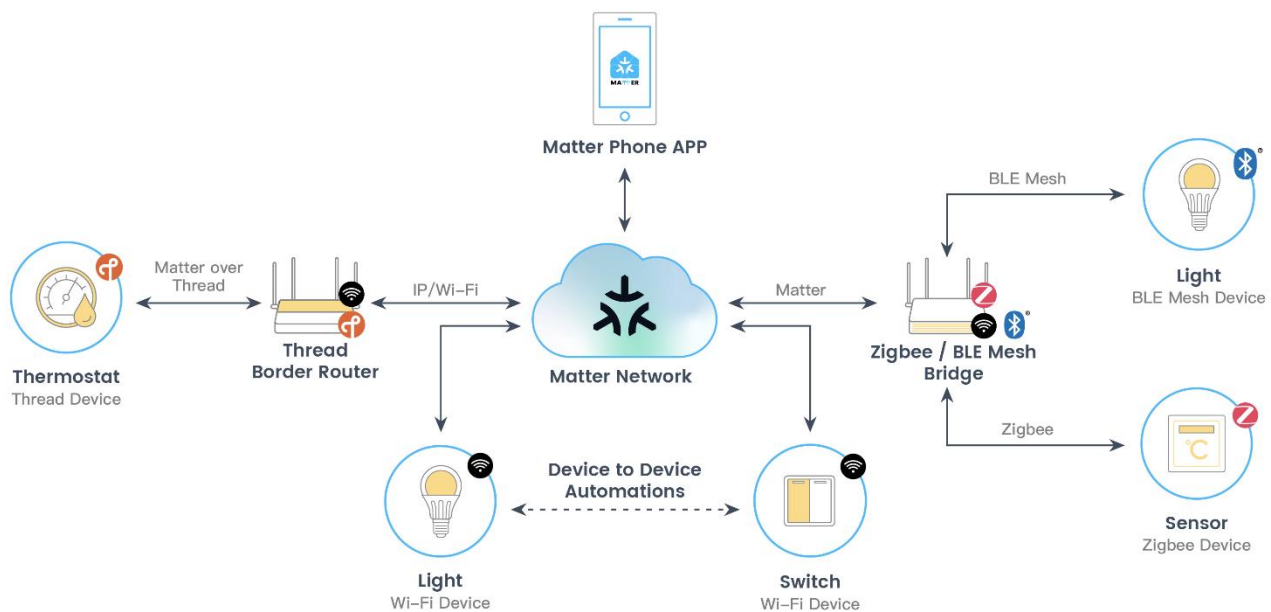 MATTER
Matter Phone APP
BLE Mesh
Light
BLE Mesh Device
Matter over
Thread
IP/Wi-Fi
Matter
Thermostat
Thread Device
Thread
Border Router
Matter Network
Zigbee / BLE Mesh
Bridge
Zigbee
Device to Device
Automations
Sensor
Zigbee Device
Light
Wi-Fi Device
Switch
Wi-Fi Device
°C